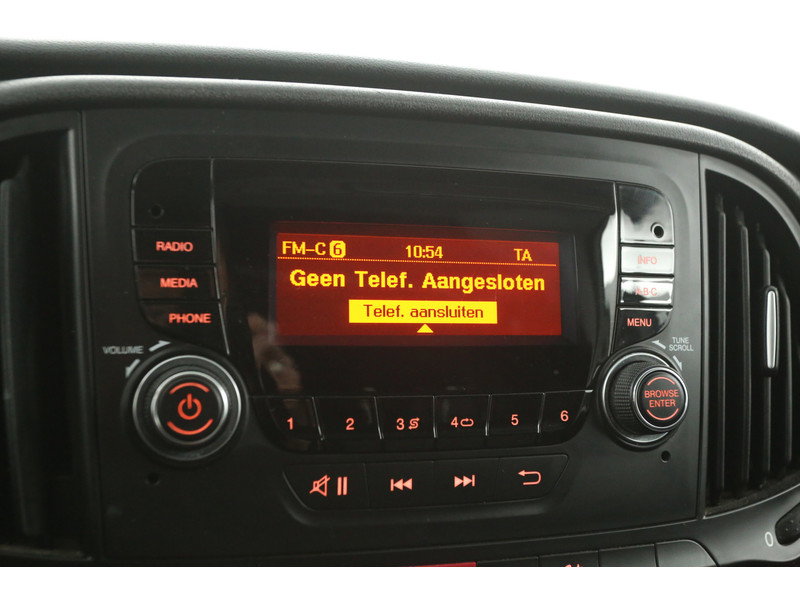 FM-C 6 10:54 TA
Geen Telef. Aangesloten
Telef. aansluiten
RADIO
MEDIA
PHONE
INFO
A-B-C
MENU
VOLUME
TUNE
SCROLL
BROWSE
ENTER
1 2 3 4 5 6
0